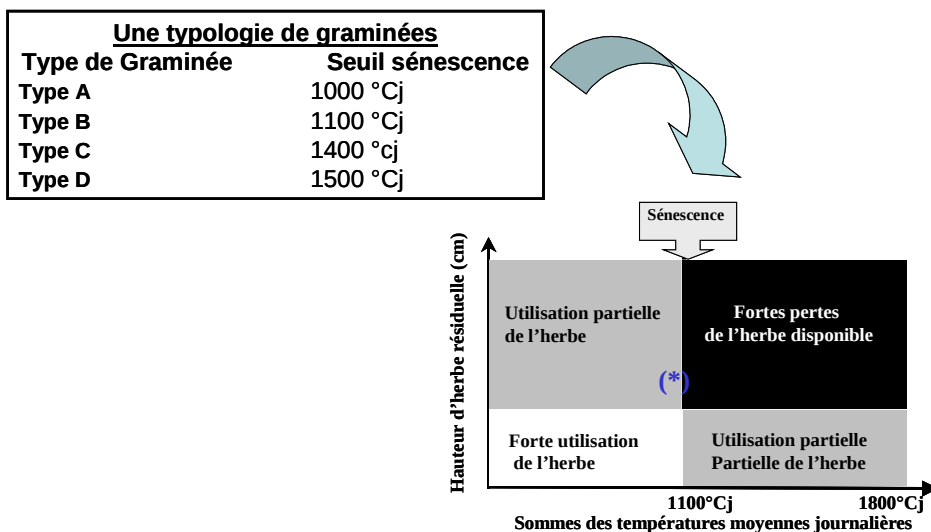 Une typologie de graminées
Type de Graminée Seuil sénescence
Type A 1000 °Cj
Type B 1100 °Cj
Type C 1400 °cj
Type D 1500 °Cj
Sénescence
Hauteur d’herbe résiduelle (cm)
Utilisation partielle
de l’herbe
Fortes pertes
de l’herbe disponible
(*)
Forte utilisation
de l’herbe
Utilisation partielle
Partielle de l’herbe
1100°Cj 1800°Cj
Sommes des températures moyennes journalières